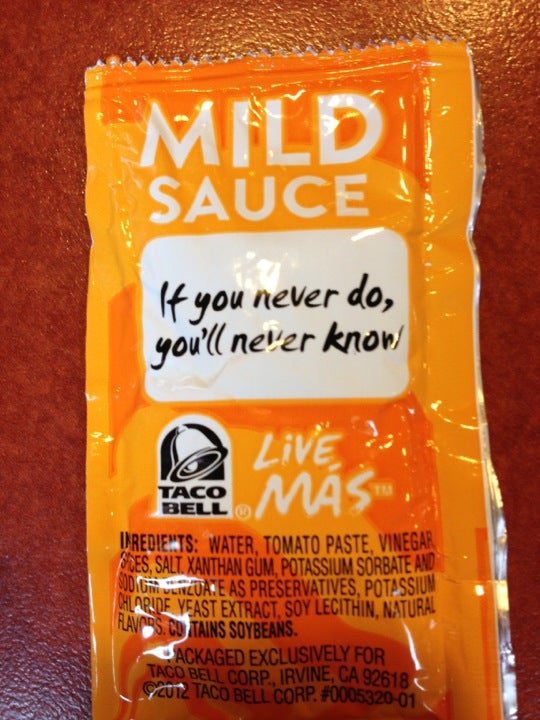 MILD
SAUCE
If you never do,
you'll never know
TACO
BELL ®
LIVE
MÁS™
INREDIENTS: WATER, TOMATO PASTE, VINEGAR,
SPICES, SALT, XANTHAN GUM, POTASSIUM SORBATE AND
SODIUM BENZOATE AS PRESERVATIVES, POTASSIUM
CHLORIDE, YEAST EXTRACT, SOY LECITHIN, NATURAL
FLAVORS. CONTAINS SOYBEANS.
PACKAGED EXCLUSIVELY FOR
TACO BELL CORP., IRVINE, CA 92618
©2012 TACO BELL CORP. #0005320-01